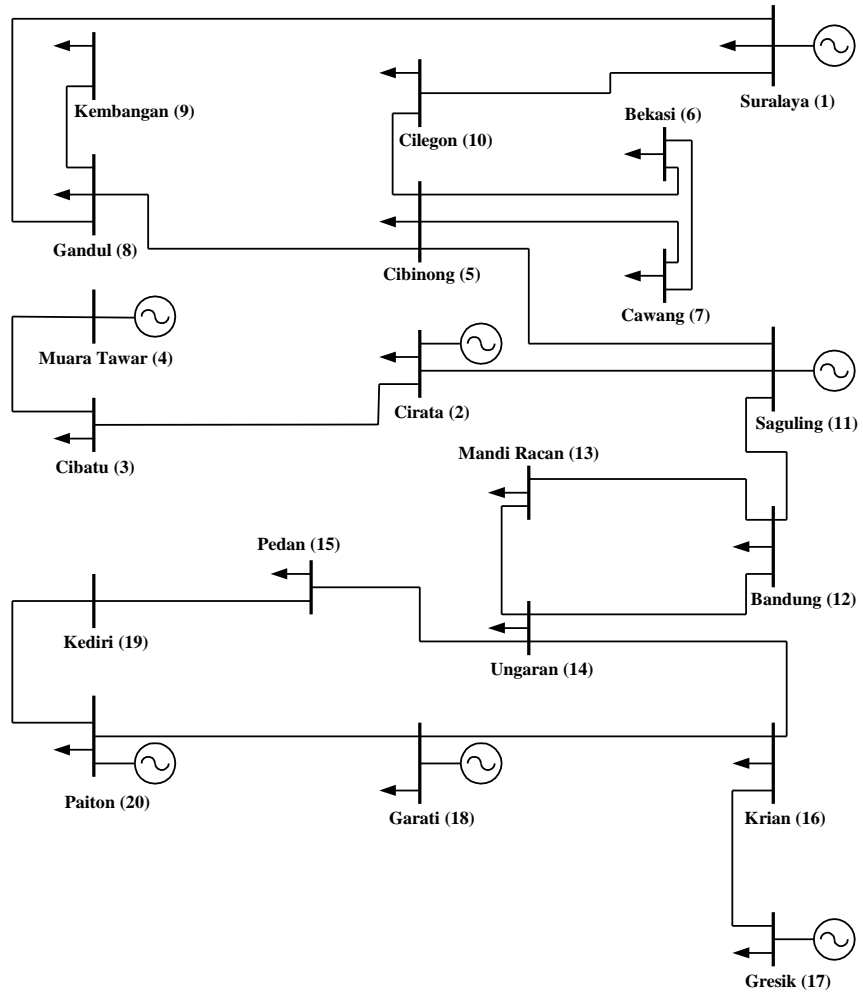 Suralaya (1)
Kembangan (9)
Cilegon (10)
Bekasi (6)
Gandul (8)
Cibinong (5)
Cawang (7)
Muara Tawar (4)
Cirata (2)
Saguling (11)
Cibatu (3)
Mandi Racan (13)
Pedan (15)
Bandung (12)
Kediri (19)
Ungaran (14)
Paiton (20)
Garati (18)
Krian (16)
Gresik (17)